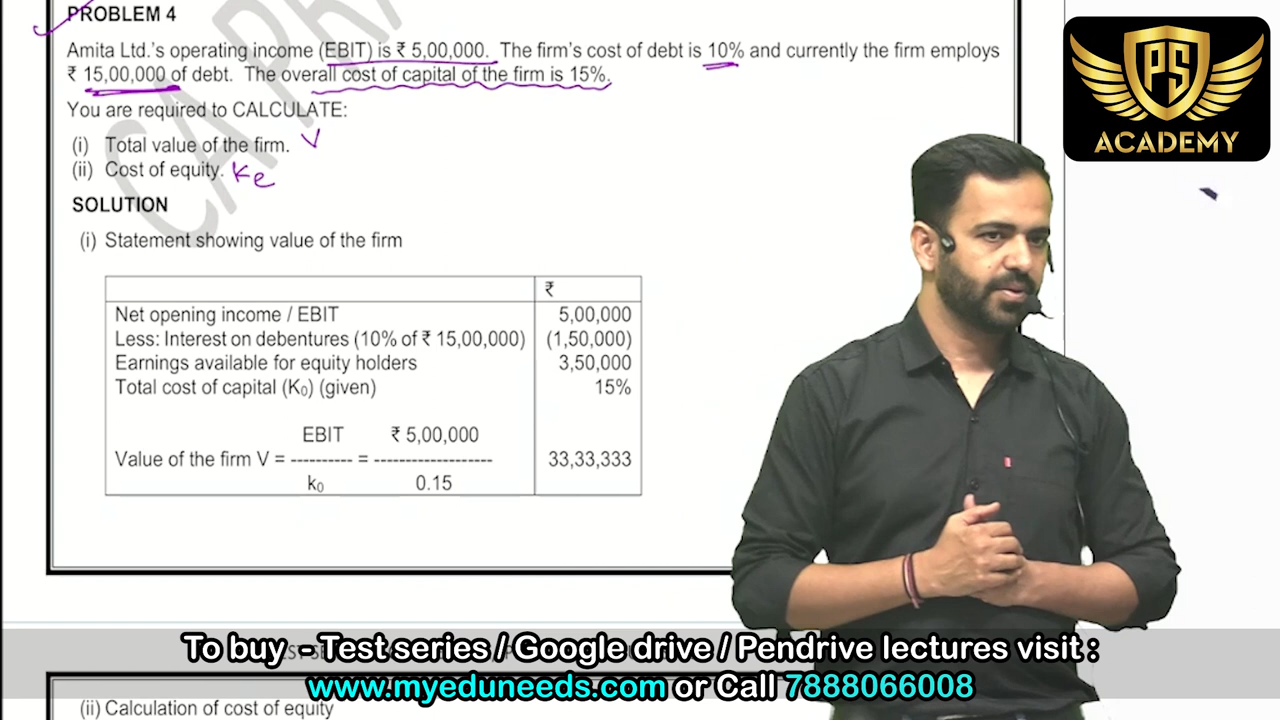 PROBLEM 4
Amita Ltd.'s operating income (EBIT) is ₹ 5,00,000. The firm's cost of debt is 10% and currently the firm employs
₹ 15,00,000 of debt. The overall cost of capital of the firm is 15%.
You are required to CALCULATE:
(i) Total value of the firm. V
(ii) Cost of equity. Ke
SOLUTION
(i) Statement showing value of the firm
₹
Net opening income / EBIT 5,00,000
Less: Interest on debentures (10% of ₹ 15,00,000) (1,50,000)
Earnings available for equity holders 3,50,000
Total cost of capital (K0) (given) 15%
EBIT ₹ 5,00,000
Value of the firm V = ---------- = ------------------- 33,33,333
k0 0.15
PS
ACADEMY
To buy - Test series / Google drive / Pendrive lectures visit :
www.myeduneeds.com or Call 7888066008
(ii) Calculation of cost of equity